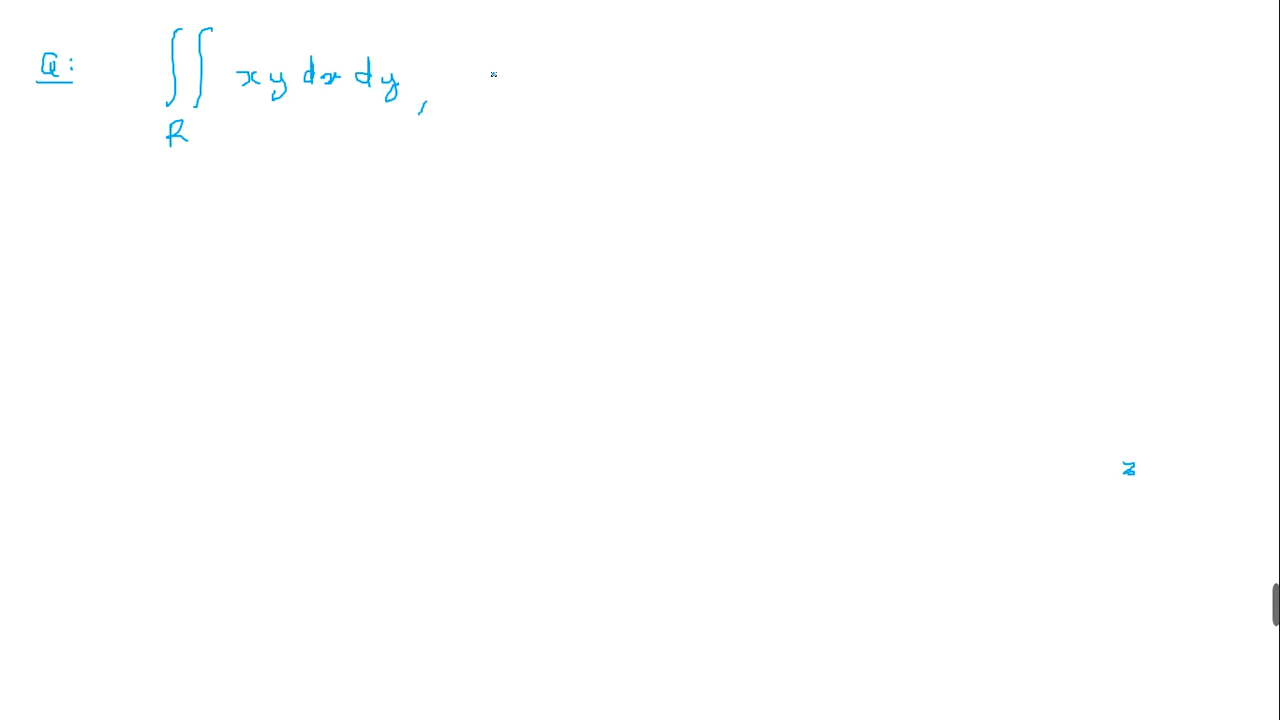 Q: ∬ xy dx dy,
R
z